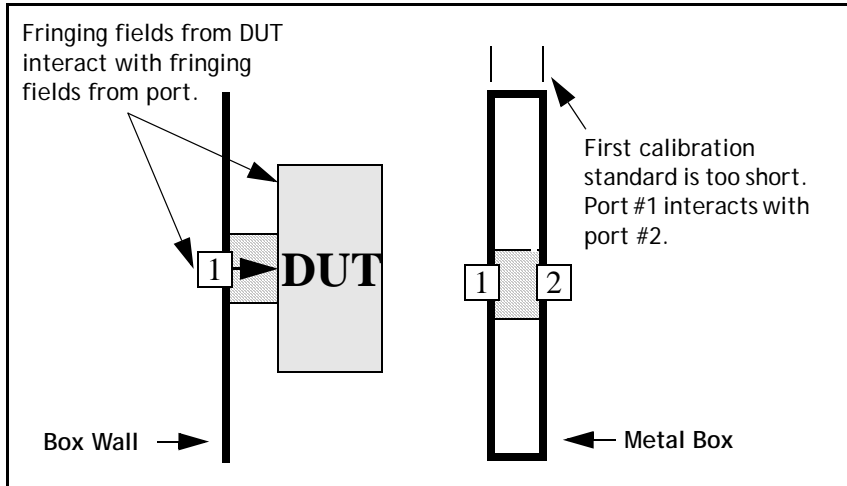 Fringing fields from DUT
interact with fringing
fields from port.
First calibration
standard is too short.
Port #1 interacts with
port #2.
1
DUT
1
2
Box Wall
Metal Box